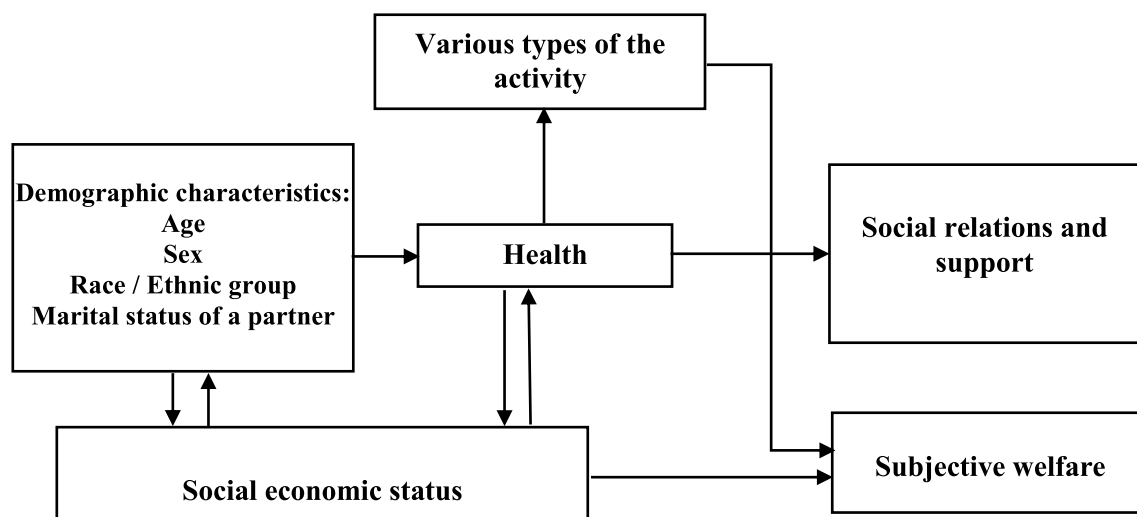 Various types of the
activity
Demographic characteristics:
Age
Sex
Race / Ethnic group
Marital status of a partner
Health
Social relations and
support
Social economic status
Subjective welfare